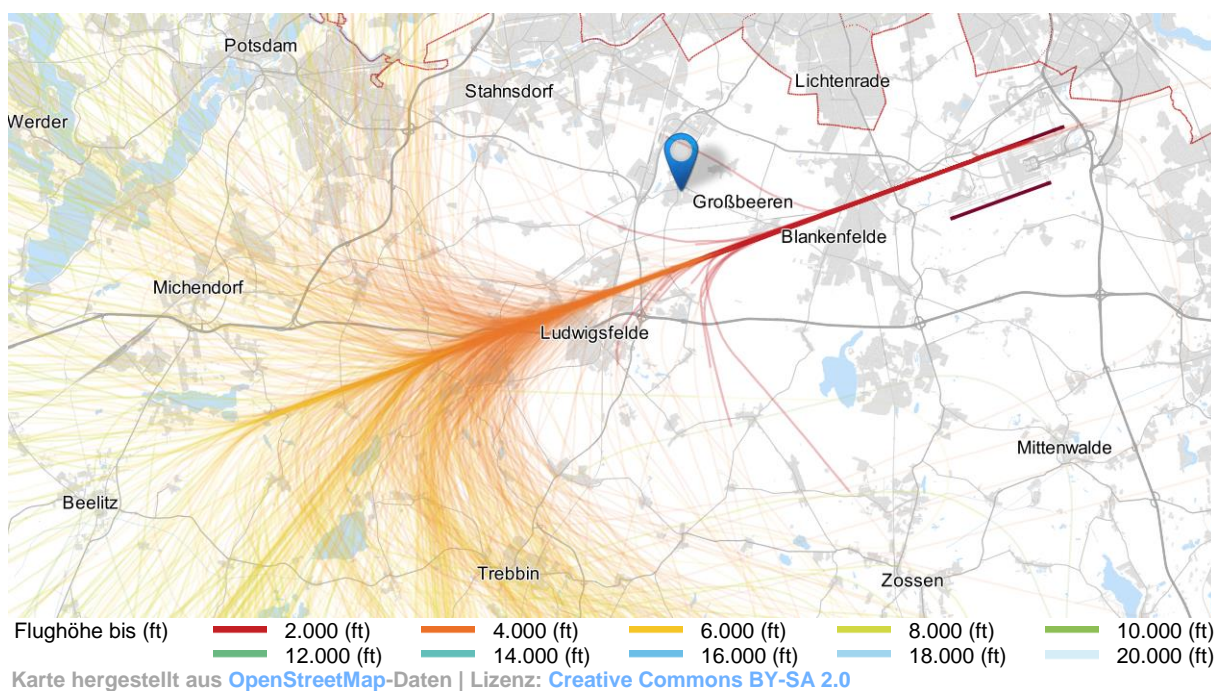 Potsdam
Lichtenrade
Stahnsdorf
Werder
Großbeeren
Blankenfelde
Michendorf
Ludwigsfelde
Mittenwalde
Beelitz
Trebbin
Zossen
Flughöhe bis (ft) 2.000 (ft) 4.000 (ft) 6.000 (ft) 8.000 (ft) 10.000 (ft)
12.000 (ft) 14.000 (ft) 16.000 (ft) 18.000 (ft) 20.000 (ft)
Karte hergestellt aus OpenStreetMap-Daten | Lizenz: Creative Commons BY-SA 2.0